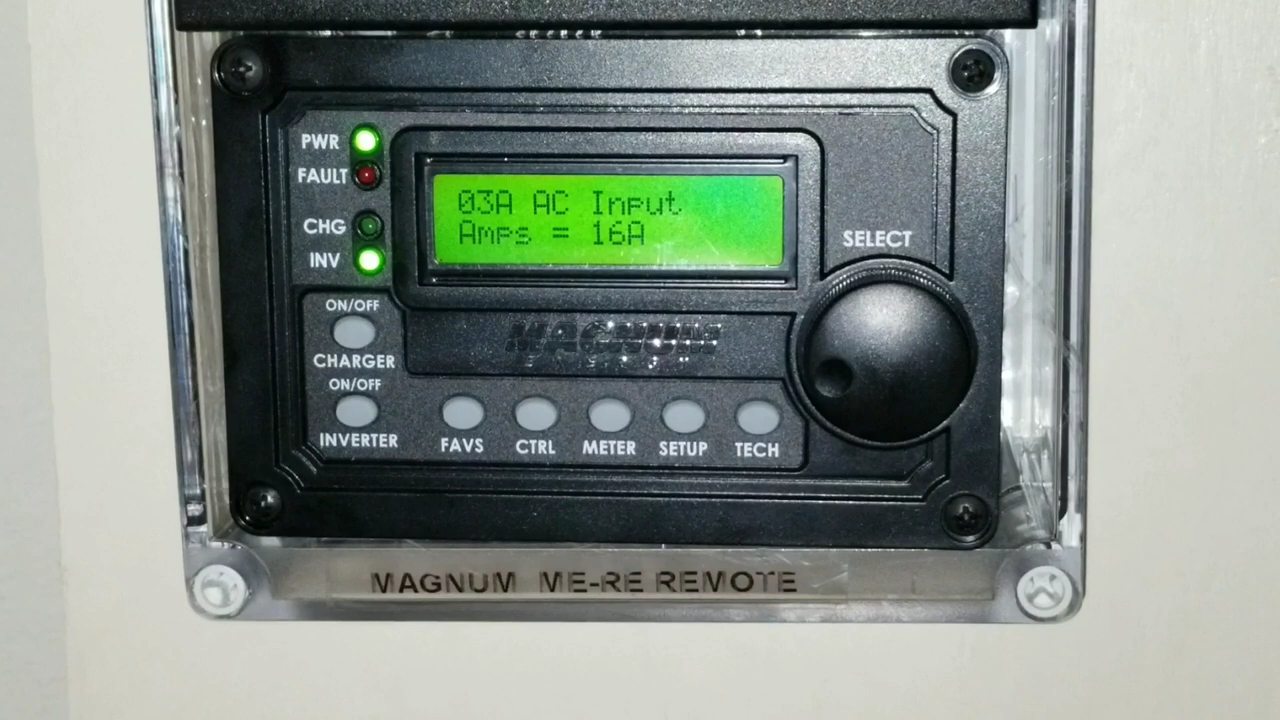 PWR
FAULT
CHG
INV
03A AC Input
Amps = 16A
SELECT
ON/OFF
CHARGER
ON/OFF
INVERTER
MAGNUM
FAVS
CTRL
METER
SETUP
TECH
MAGNUM ME-RE REMOTE